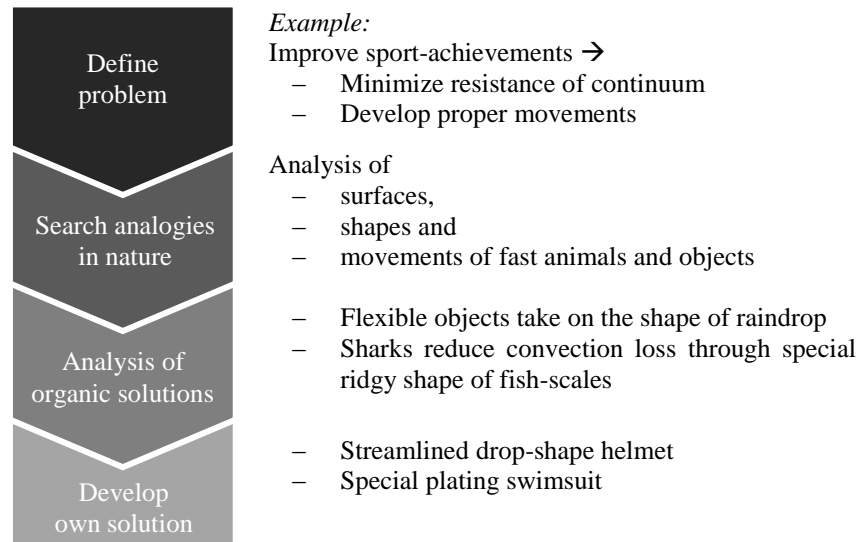 Define
problem
Example:
Improve sport-achievements →
– Minimize resistance of continuum
– Develop proper movements
Search analogies
in nature
Analysis of
– surfaces,
– shapes and
– movements of fast animals and objects
Analysis of
organic solutions
– Flexible objects take on the shape of raindrop
– Sharks reduce convection loss through special
ridgy shape of fish-scales
Develop
own solution
– Streamlined drop-shape helmet
– Special plating swimsuit